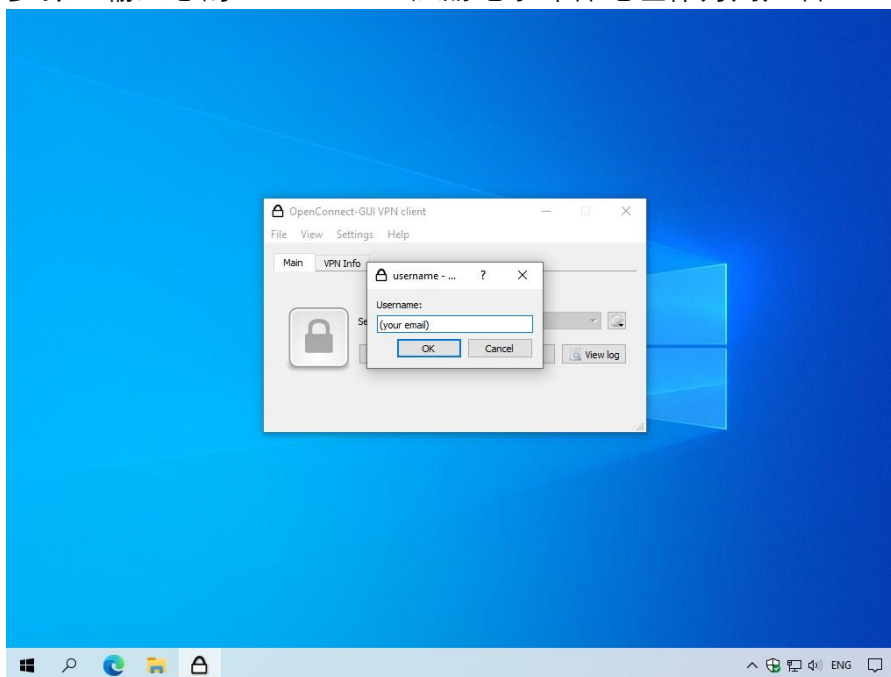 OpenConnect-GUI VPN client
File View Settings Help
Main VPN Info
username - ... ?
Username:
Se
(your email)
OK Cancel
View log
ENG